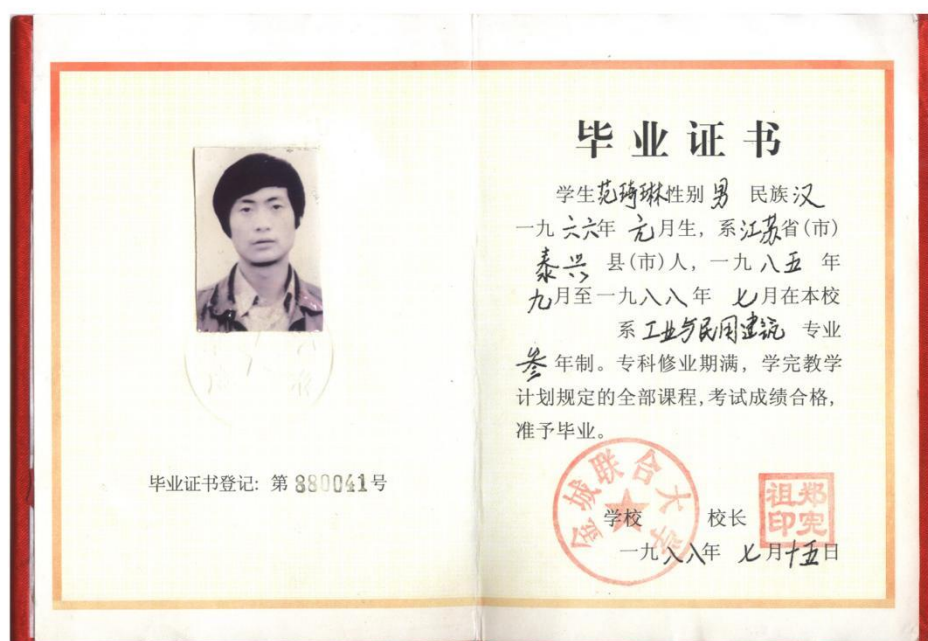 毕业证书登记: 第880041号
毕业证书
学生范琦琳性别男 民族汉
一九六六年元月生, 系江苏省(市)
泰兴县(市)人, 一九八五年
九月至一九八八年七月在本校
系工业与民用建筑专业
叁年制。专科修业期满, 学完教学
计划规定的全部课程, 考试成绩合格,
准予毕业。
金城联合大学
学校 校长
郑宪祖印
一九八八年七月十五日